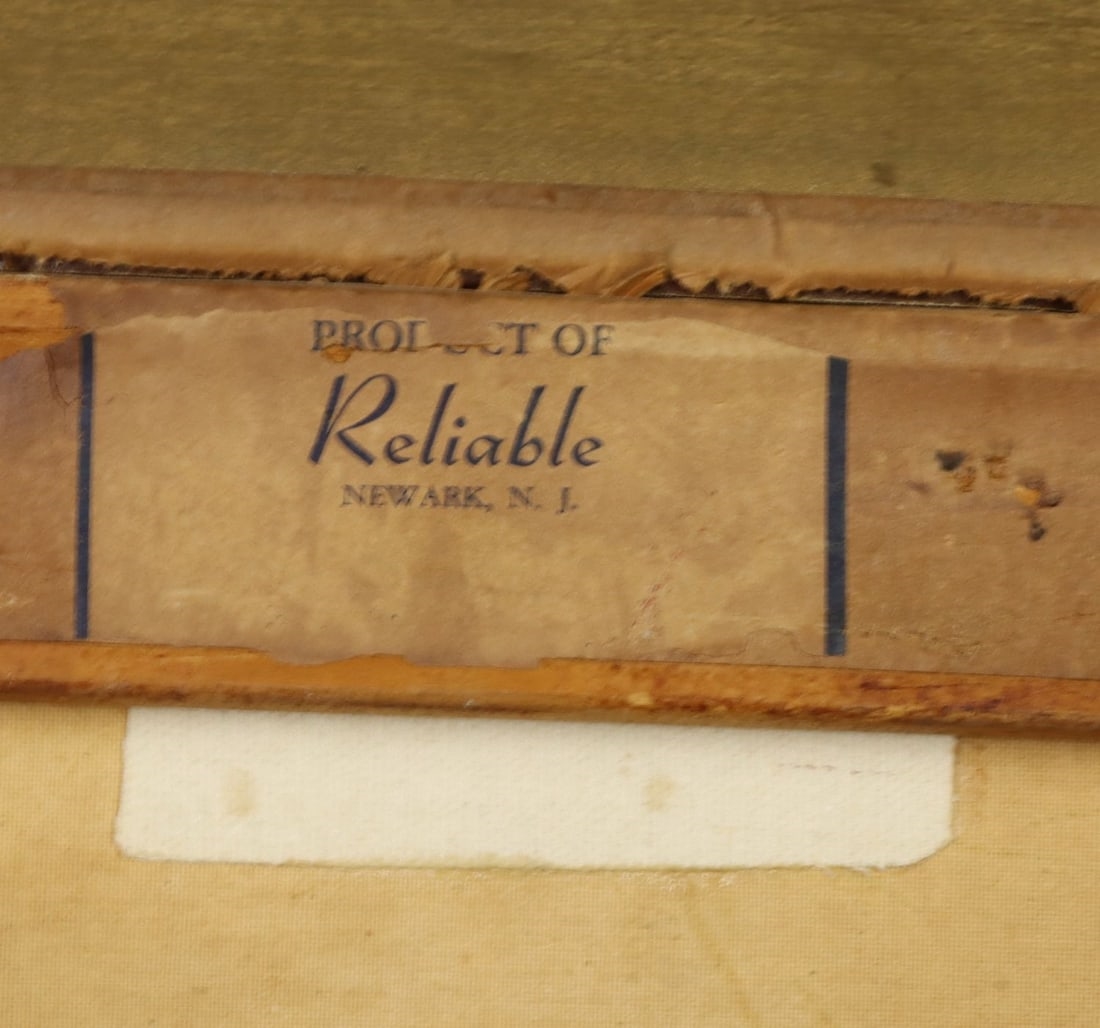 PRODUCT OF
Reliable
NEWARK, N. J.